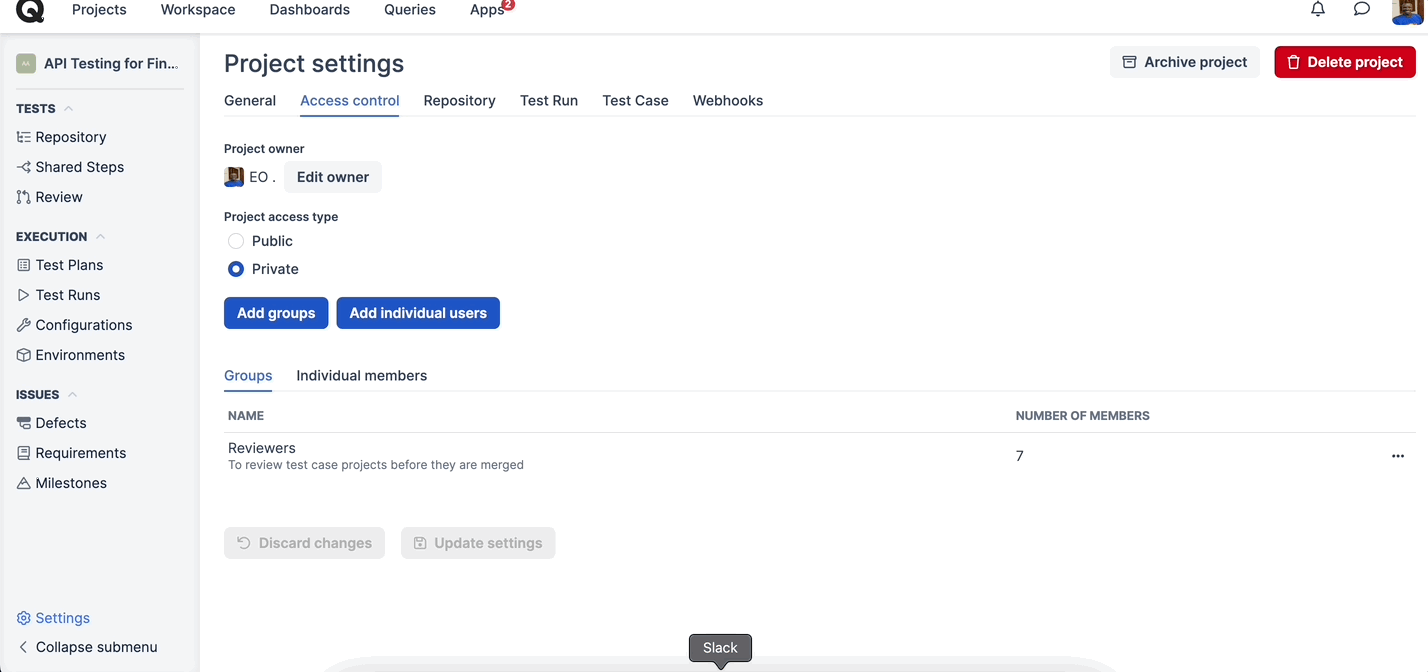 Projects Workspace Dashboards Queries Apps 2
AA API Testing for Fin...
TESTS
Repository
Shared Steps
Review
EXECUTION
Test Plans
Test Runs
Configurations
Environments
ISSUES
Defects
Requirements
Milestones
Settings
Collapse submenu
Project settings
Archive project
Delete project
General Access control Repository Test Run Test Case Webhooks
Project owner
EO . Edit owner
Project access type
Public
Private
Add groups Add individual users
Groups Individual members
NAME NUMBER OF MEMBERS
Reviewers
To review test case projects before they are merged
7
Discard changes Update settings
Slack